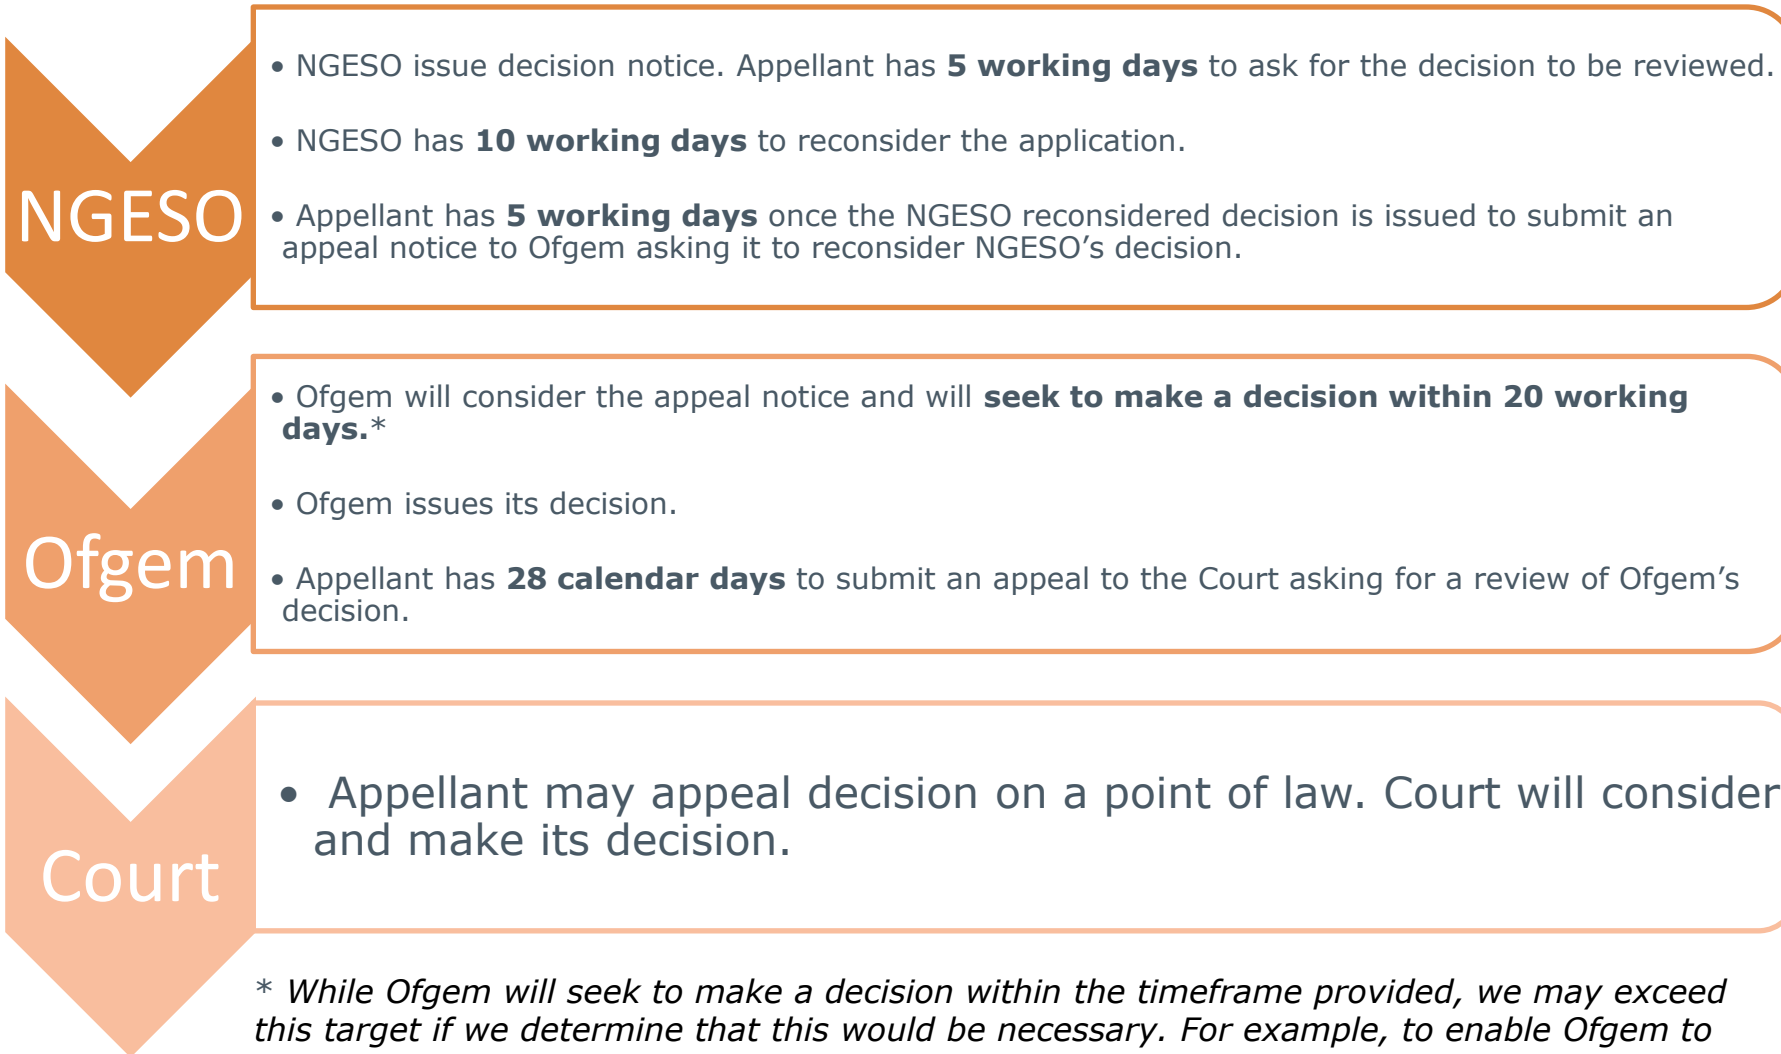 NGESO
• NGESO issue decision notice. Appellant has 5 working days to ask for the decision to be reviewed.
• NGESO has 10 working days to reconsider the application.
• Appellant has 5 working days once the NGESO reconsidered decision is issued to submit an
appeal notice to Ofgem asking it to reconsider NGESO’s decision.
Ofgem
• Ofgem will consider the appeal notice and will seek to make a decision within 20 working
days.*
• Ofgem issues its decision.
• Appellant has 28 calendar days to submit an appeal to the Court asking for a review of Ofgem’s
decision.
Court
• Appellant may appeal decision on a point of law. Court will consider
and make its decision.
* While Ofgem will seek to make a decision within the timeframe provided, we may exceed
this target if we determine that this would be necessary. For example, to enable Ofgem to